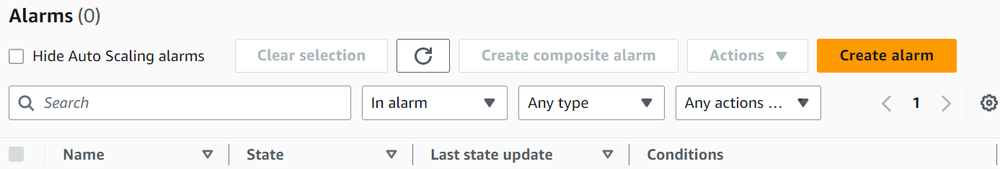 Alarms (0)
Hide Auto Scaling alarms Clear selection Create composite alarm Actions Create alarm
Search In alarm Any type Any actions ... 1
Name State Last state update Conditions